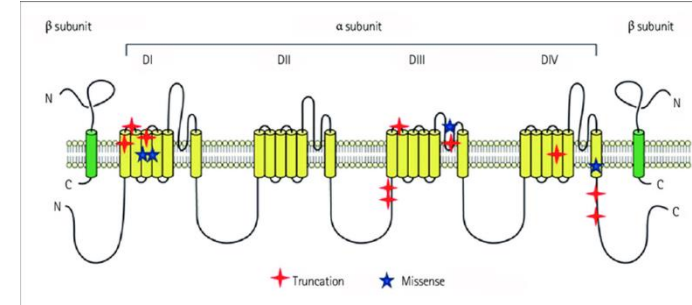 β subunit α subunit β subunit
DI DII DIII DIV
N N
C C
N C
Truncation Missense